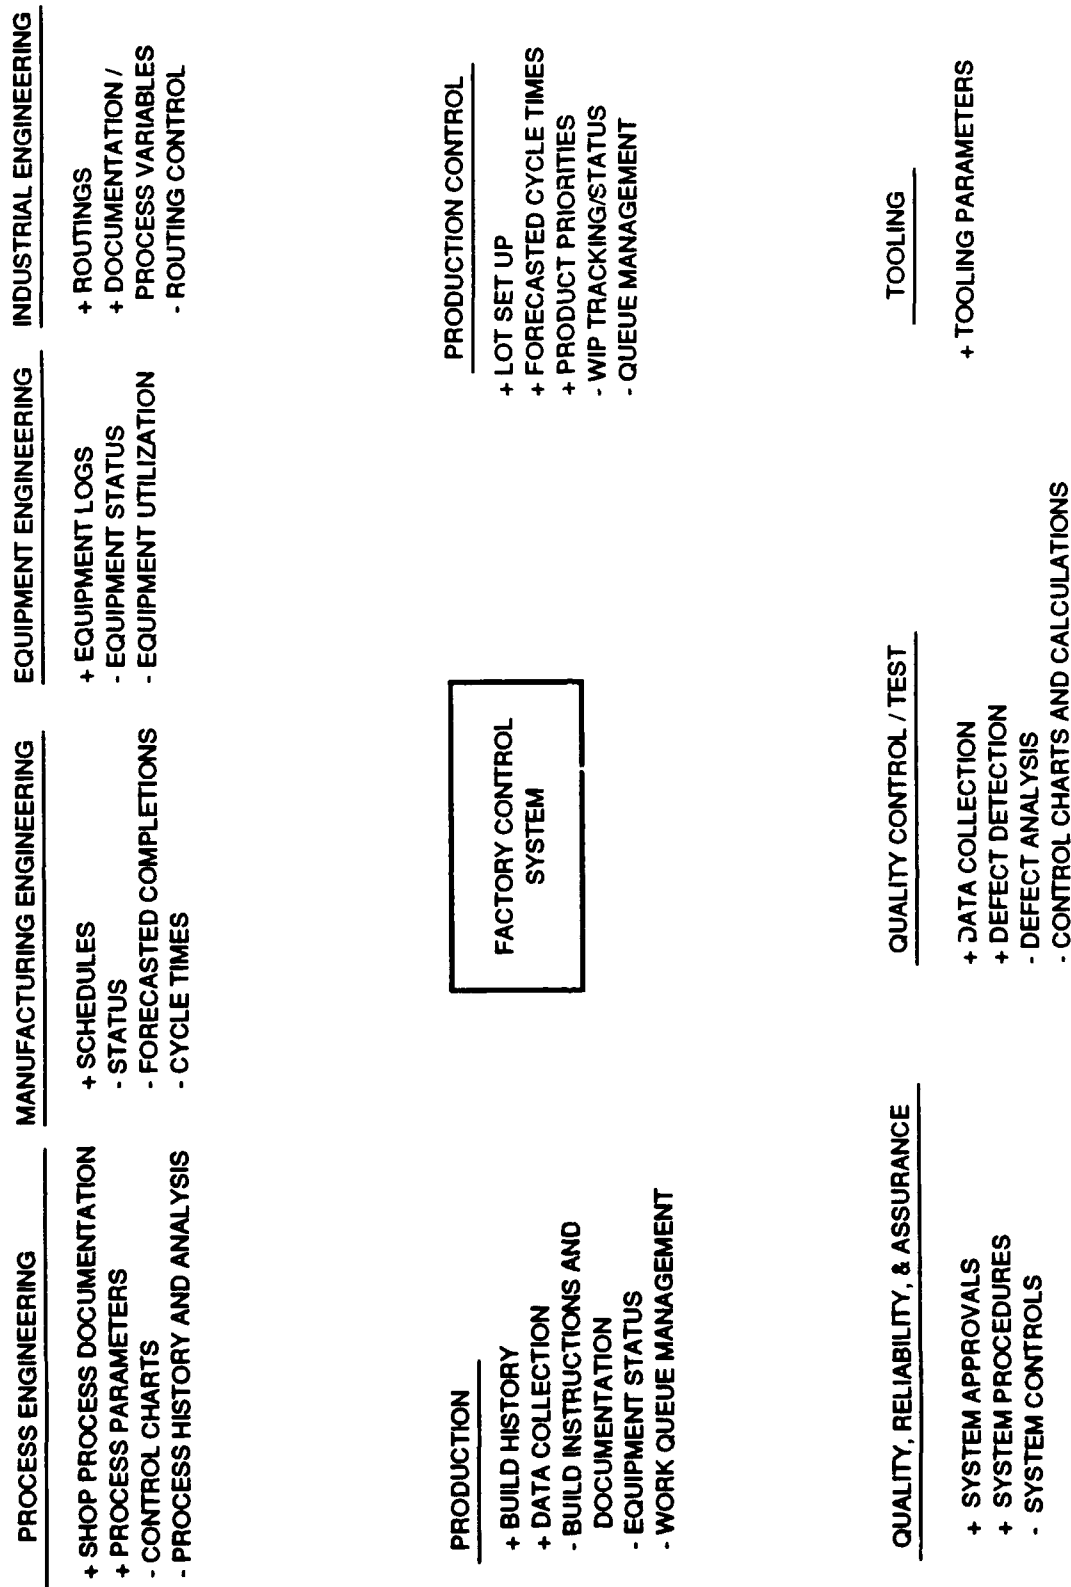 PROCESS ENGINEERING
+ SHOP PROCESS DOCUMENTATION
+ PROCESS PARAMETERS
- CONTROL CHARTS
- PROCESS HISTORY AND ANALYSIS
MANUFACTURING ENGINEERING
+ SCHEDULES
- STATUS
- FORECASTED COMPLETIONS
- CYCLE TIMES
EQUIPMENT ENGINEERING
+ EQUIPMENT LOGS
- EQUIPMENT STATUS
- EQUIPMENT UTILIZATION
INDUSTRIAL ENGINEERING
+ ROUTINGS
+ DOCUMENTATION /
PROCESS VARIABLES
- ROUTING CONTROL
PRODUCTION
+ BUILD HISTORY
+ DATA COLLECTION
- BUILD INSTRUCTIONS AND
DOCUMENTATION
- EQUIPMENT STATUS
- WORK QUEUE MANAGEMENT
FACTORY CONTROL
SYSTEM
PRODUCTION CONTROL
+ LOT SET UP
+ FORECASTED CYCLE TIMES
+ PRODUCT PRIORITIES
- WIP TRACKING/STATUS
- QUEUE MANAGEMENT
QUALITY, RELIABILITY, & ASSURANCE
+ SYSTEM APPROVALS
+ SYSTEM PROCEDURES
- SYSTEM CONTROLS
QUALITY CONTROL / TEST
+ DATA COLLECTION
+ DEFECT DETECTION
- DEFECT ANALYSIS
- CONTROL CHARTS AND CALCULATIONS
TOOLING
+ TOOLING PARAMETERS